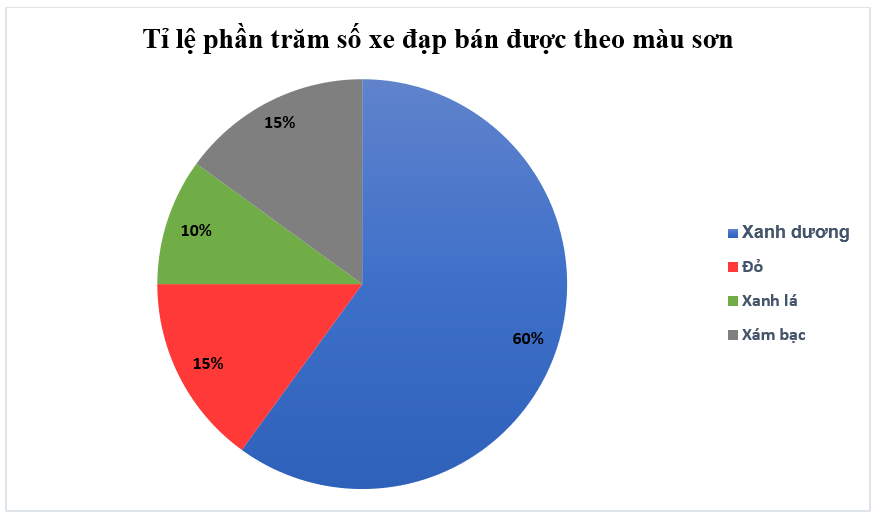 Tỉ lệ phần trăm số xe đạp bán được theo màu sơn
15%
10%
15%
60%
Xanh dương
Đỏ
Xanh lá
Xám bạc